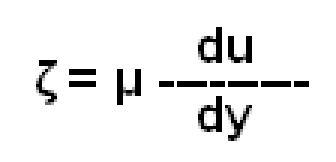 du
ζ = μ -------
dy